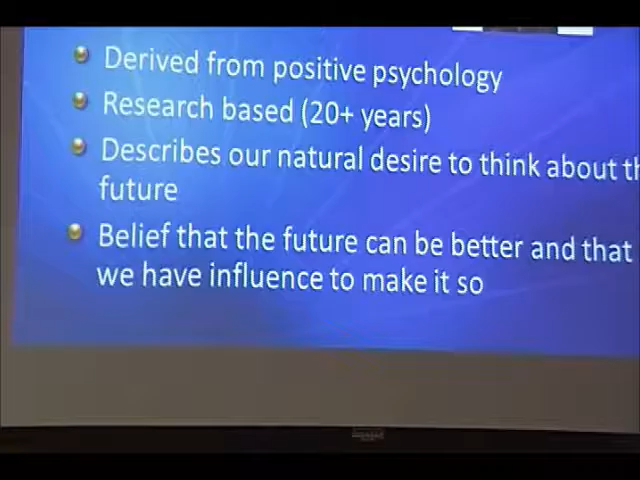 Derived from positive psychology
Research based (20+ years)
Describes our natural desire to think about th
future
Belief that the future can be better and that
we have influence to make it so